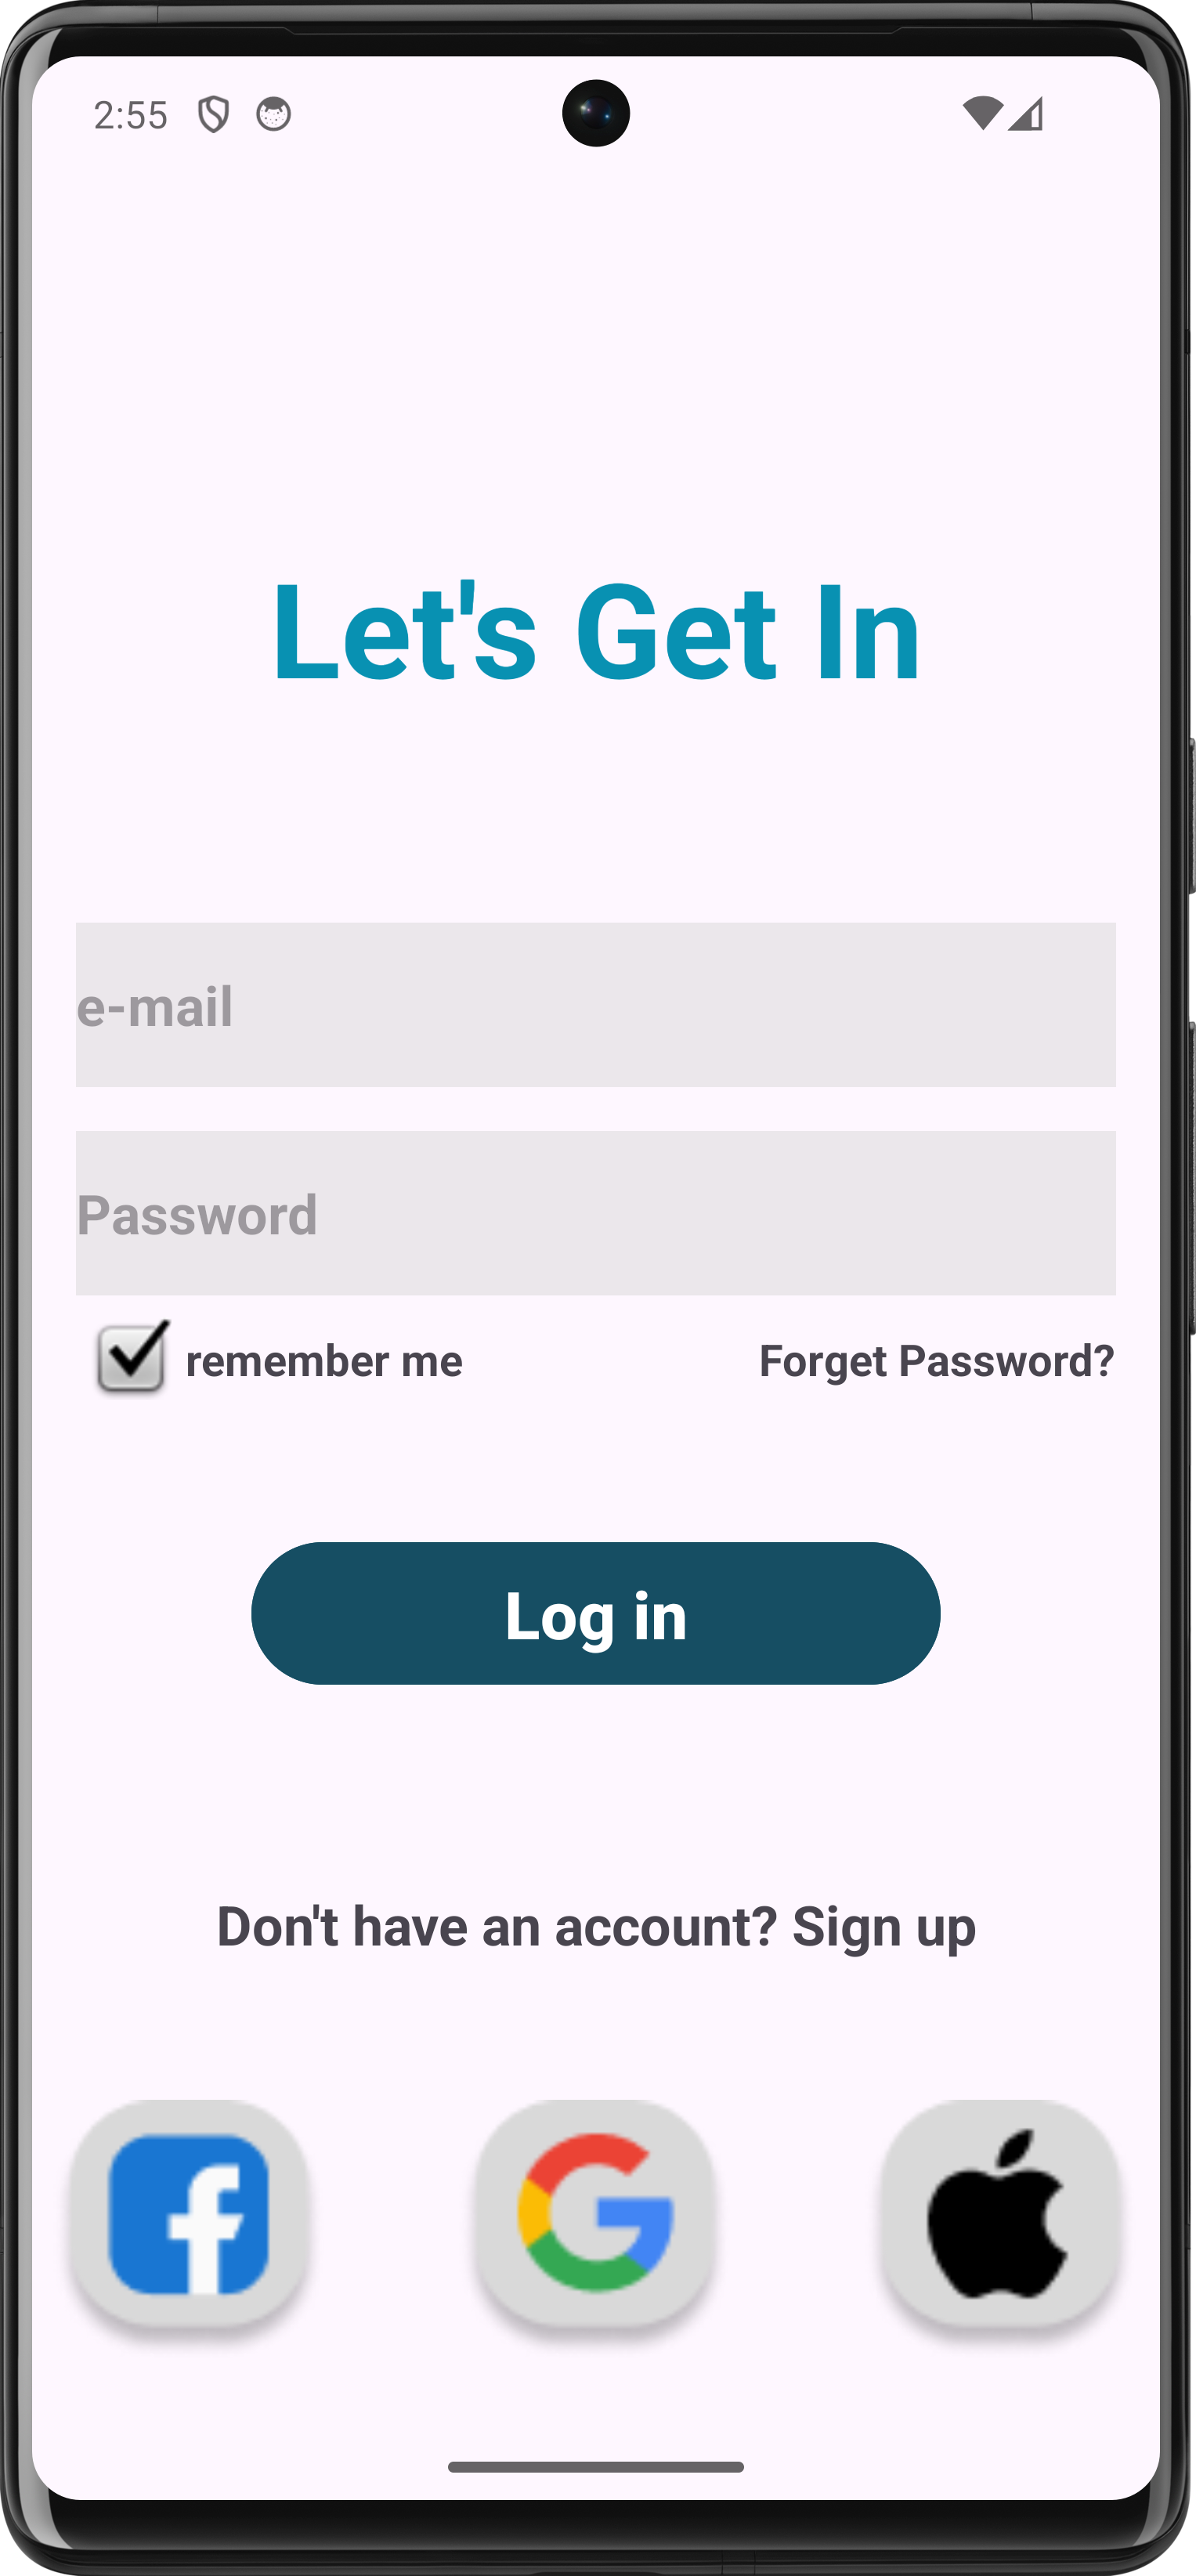 2:55
Let's Get In
e-mail
Password
remember me Forget Password?
Log in
Don't have an account? Sign up